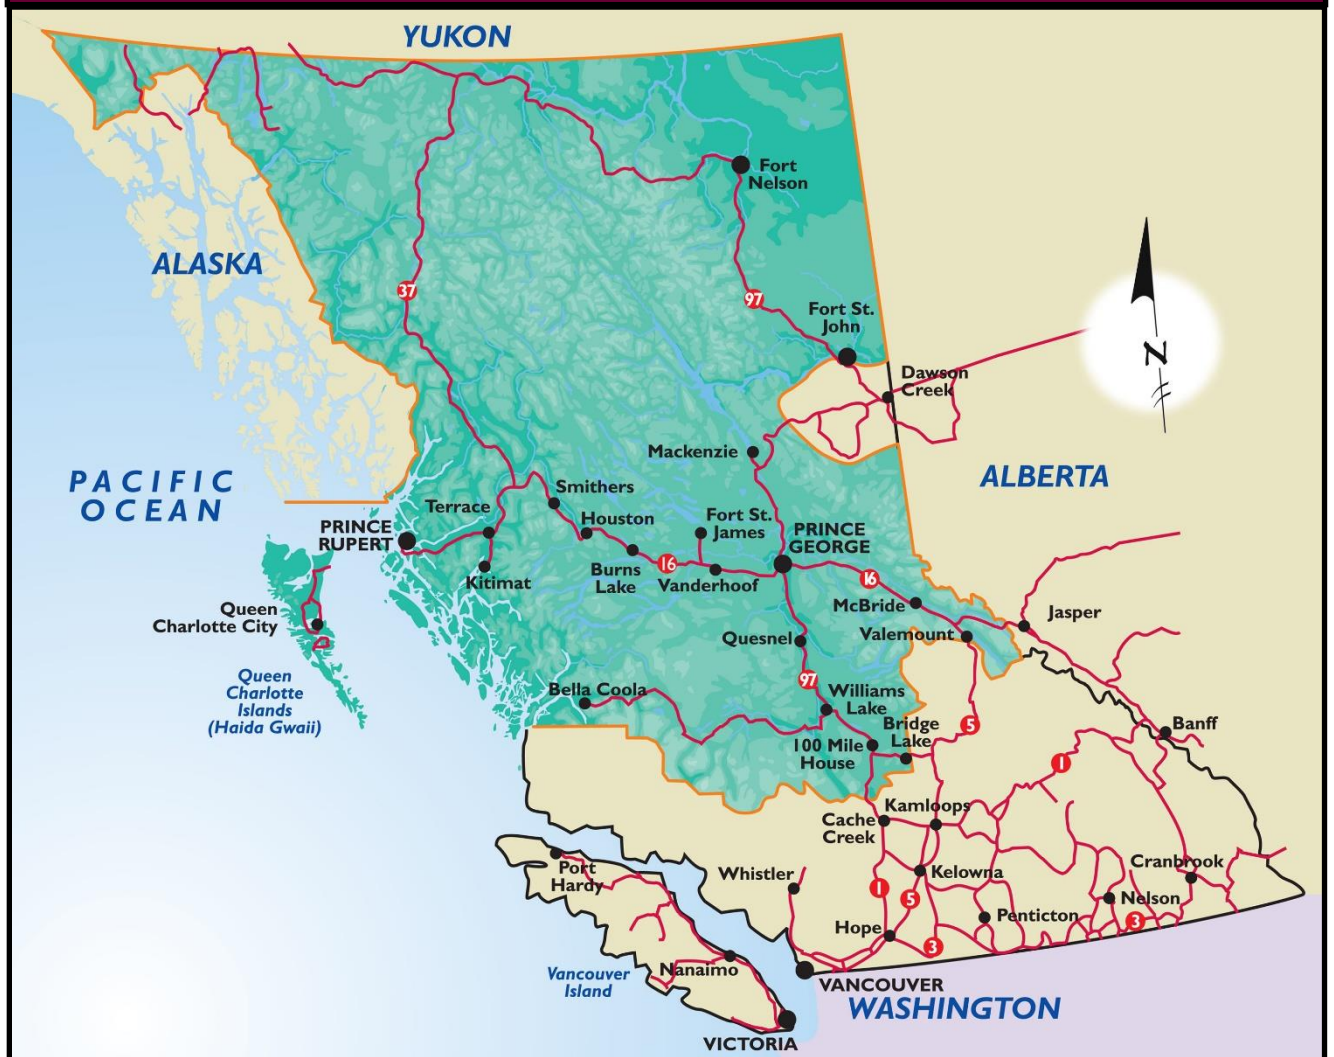 YUKON
Fort
Nelson
ALASKA
37
97
Fort St.
John
N
Dawson
Creek
Mackenzie
ALBERTA
PACIFIC
OCEAN
Smithers
Terrace
Houston
Fort St.
James
PRINCE
RUPERT
PRINCE
GEORGE
16
Burns
Lake
Vanderhoof
16
Kitimat
McBride
Jasper
Queen
Charlotte City
Quesnel
Valemount
Queen
Charlotte
Islands
(Haida Gwaii)
97
Bella Coola
Williams
Lake
5
Bridge
Lake
Banff
100 Mile
House
1
Kamloops
Cache
Creek
Port
Hardy
Whistler
Kelowna
Cranbrook
1
5
Nelson
Penticton
3
Hope
3
Nanaimo
Vancouver
Island
VANCOUVER
WASHINGTON
VICTORIA